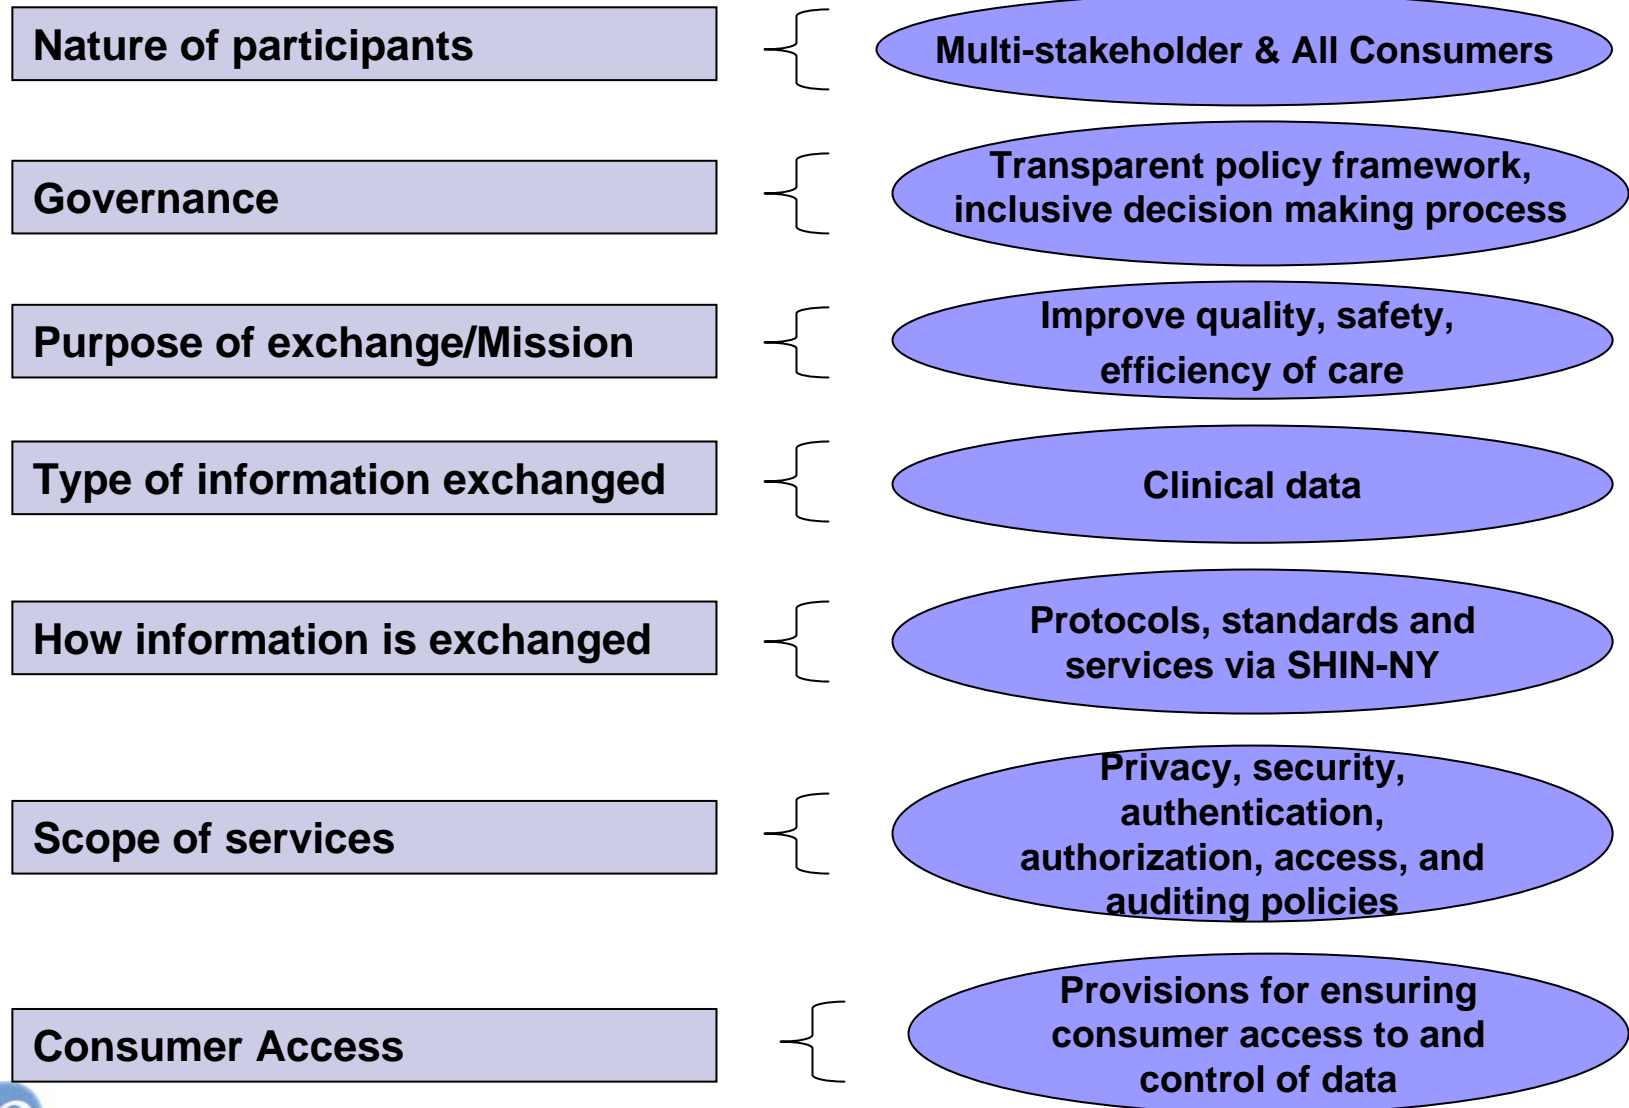 Nature of participants
Multi-stakeholder & All Consumers
Governance
Transparent policy framework,
inclusive decision making process
Purpose of exchange/Mission
Improve quality, safety,
efficiency of care
Type of information exchanged
Clinical data
How information is exchanged
Protocols, standards and
services via SHIN-NY
Scope of services
Privacy, security,
authentication,
authorization, access, and
auditing policies
Consumer Access
Provisions for ensuring
consumer access to and
control of data